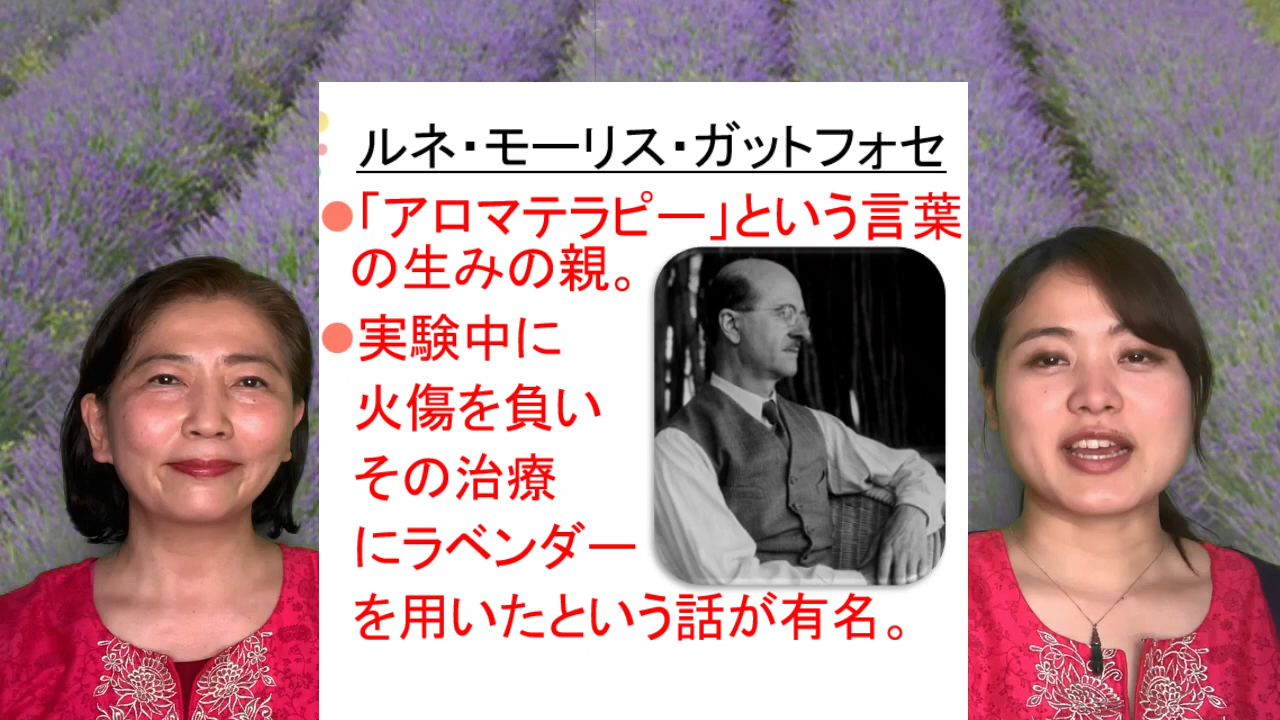 ルネ・モーリス・ガットフォセ
●「アロマテラピー」という言葉
の生みの親。
●実験中に
火傷を負い
その治療
にラベンダー
を用いたという話が有名。